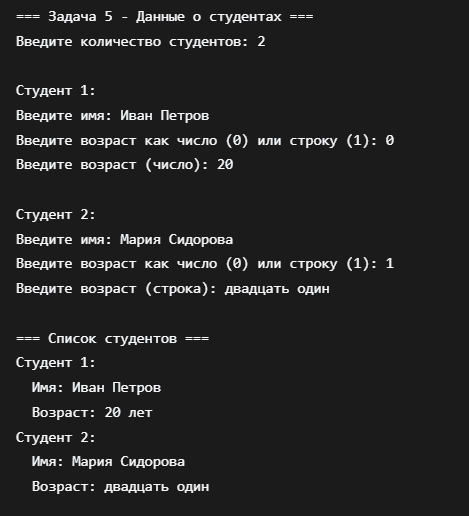 === Задача 5 - Данные о студентах ===
Введите количество студентов: 2
Студент 1:
Введите имя: Иван Петров
Введите возраст как число (0) или строку (1): 0
Введите возраст (число): 20
Студент 2:
Введите имя: Мария Сидорова
Введите возраст как число (0) или строку (1): 1
Введите возраст (строка): двадцать один
=== Список студентов ===
Студент 1:
Имя: Иван Петров
Возраст: 20 лет
Студент 2:
Имя: Мария Сидорова
Возраст: двадцать один